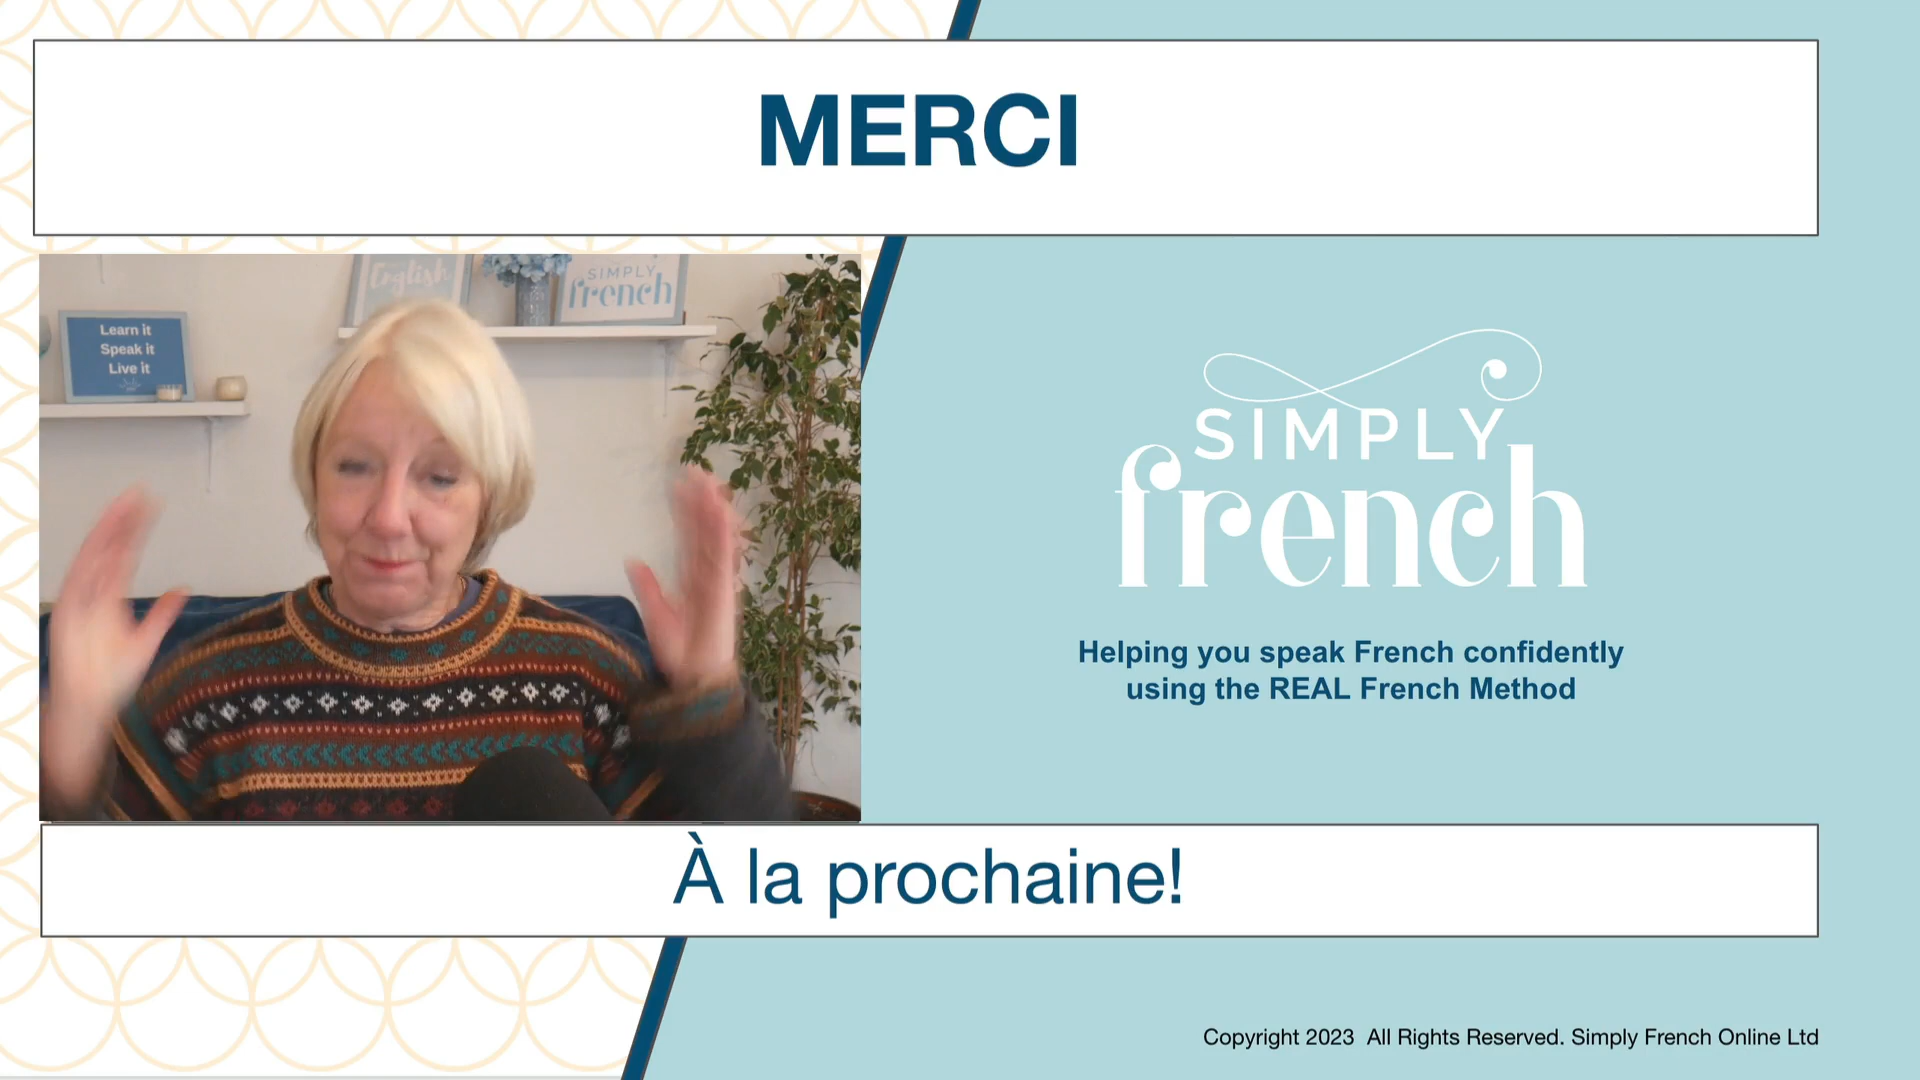 MERCI
English
SIMPLY
french
Learn it
Speak it
Live it
SIMPLY
french
Helping you speak French confidently
using the REAL French Method
À la prochaine!
Copyright 2023  All Rights Reserved. Simply French Online Ltd